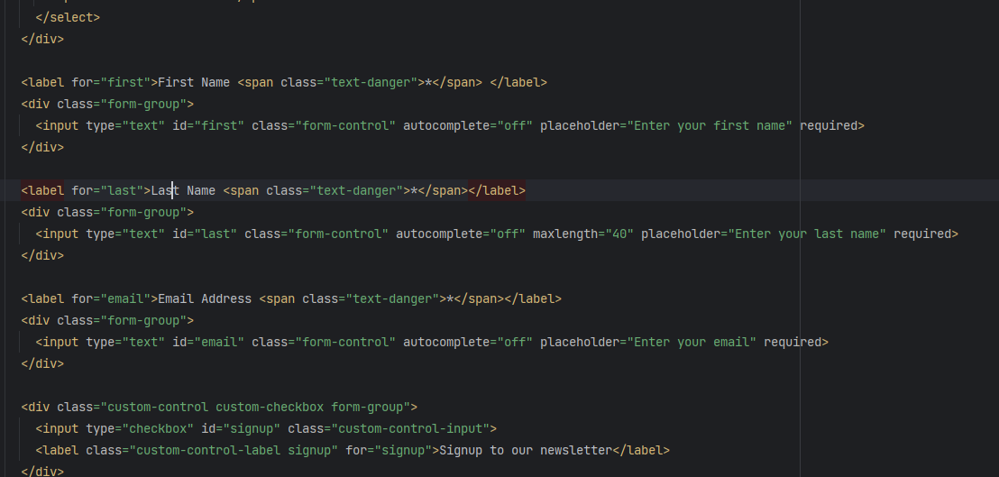 </select>
</div>
<label for="first">First Name <span class="text-danger">*</span> </label>
<div class="form-group">
<input type="text" id="first" class="form-control" autocomplete="off" placeholder="Enter your first name" required>
</div>
<label for="last">Last Name <span class="text-danger">*</span></label>
<div class="form-group">
<input type="text" id="last" class="form-control" autocomplete="off" maxlength="40" placeholder="Enter your last name" required>
</div>
<label for="email">Email Address <span class="text-danger">*</span></label>
<div class="form-group">
<input type="text" id="email" class="form-control" autocomplete="off" placeholder="Enter your email" required>
</div>
<div class="custom-control custom-checkbox form-group">
<input type="checkbox" id="signup" class="custom-control-input">
<label class="custom-control-label signup" for="signup">Signup to our newsletter</label>
</div>